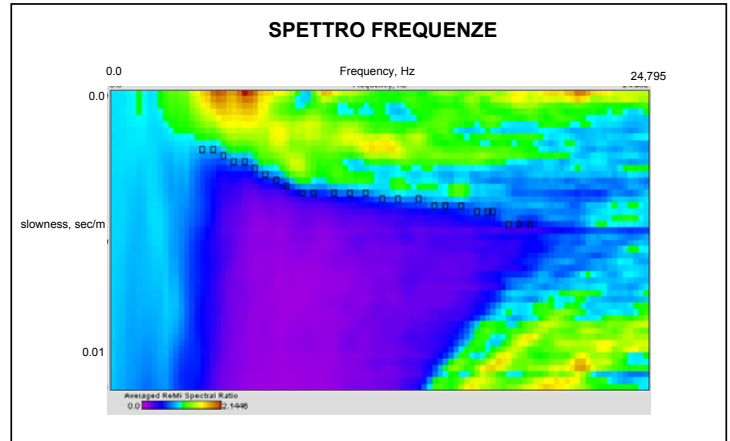 SPETTRO FREQUENZE
0.0 Frequency, Hz 24,795
0.0
slowness, sec/m
0.01
Averaged ReMi Spectral Ratio
0.0 2.1446